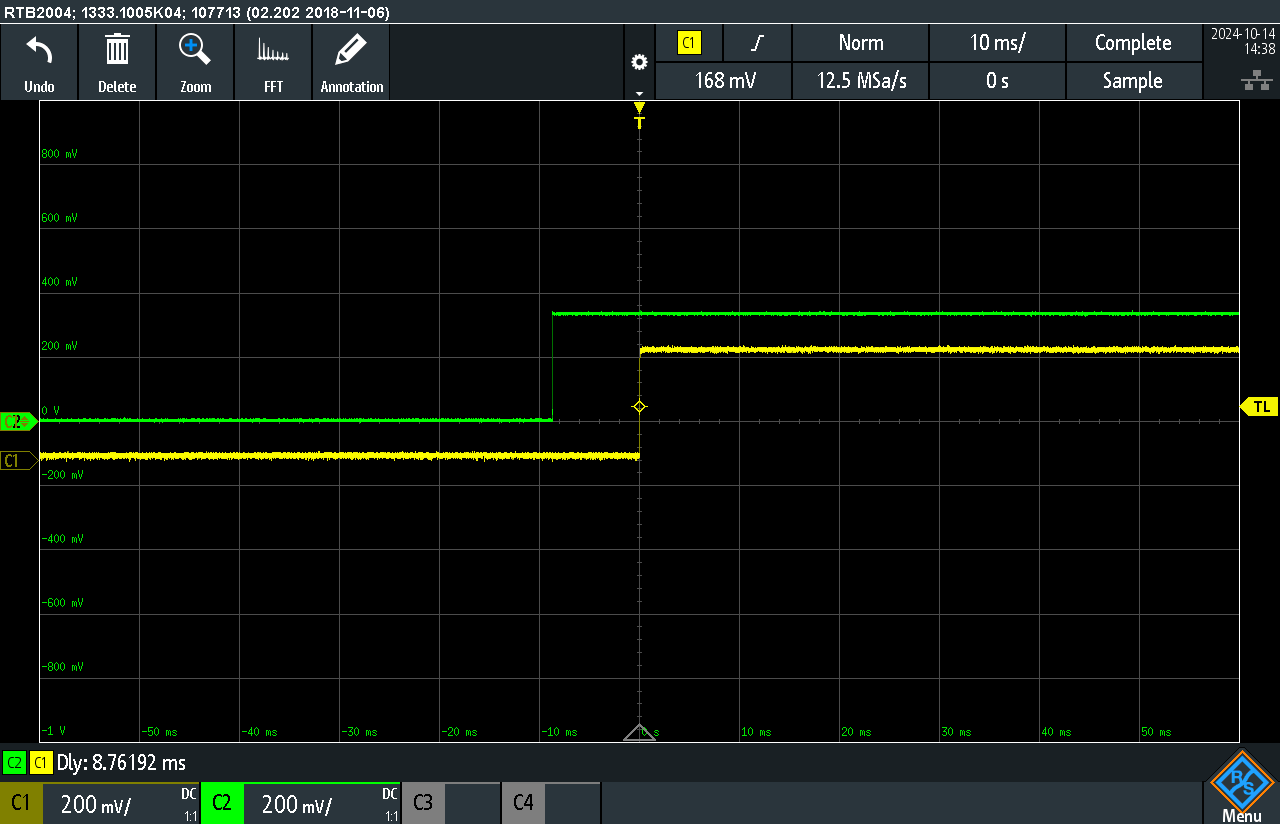 RTB2004; 1333.1005K04; 107713 (02.202 2018-11-06)
Undo
Delete
Zoom
FFT
Annotation
C1
Norm
10 ms/
Complete
168 mV
12.5 MSa/s
0 s
Sample
2024-10-14
14:38
T
800 mV
600 mV
400 mV
200 mV
0 V
C2
TL
C1
-200 mV
-400 mV
-600 mV
-800 mV
-1 V
-50 ms
-40 ms
-30 ms
-20 ms
-10 ms
0 s
10 ms
20 ms
30 ms
40 ms
50 ms
C2 C1 Dly: 8.76192 ms
C1 200 mV/ DC 1:1
C2 200 mV/ DC 1:1
C3
C4
R S
Menu